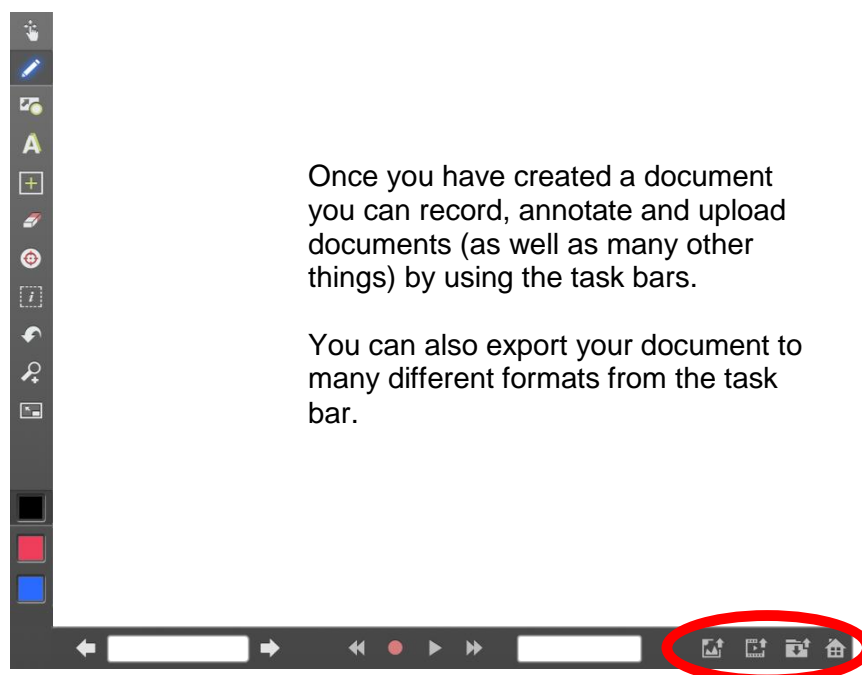 A
Once you have created a document
you can record, annotate and upload
documents (as well as many other
things) by using the task bars.
i
You can also export your document to
many different formats from the task
bar.